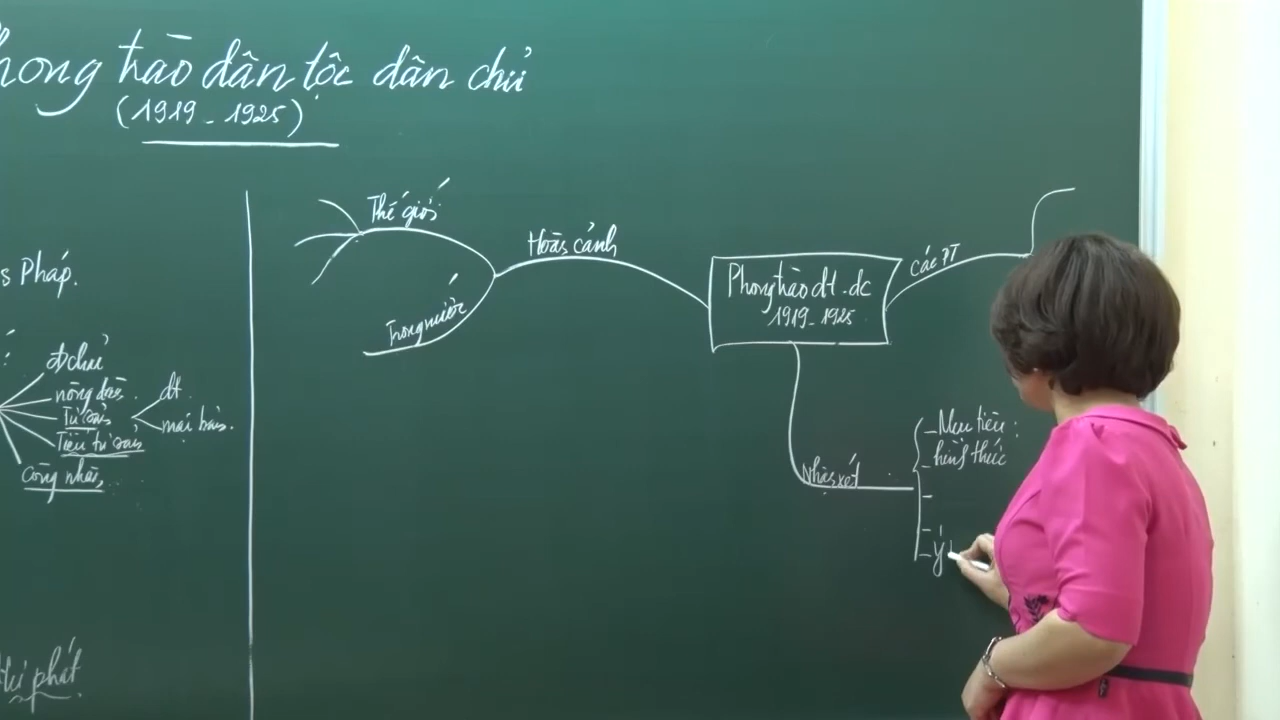 Phong trào dân tộc dân chủ
(1919 - 1925)
s Pháp.
Đ chủ
nông dân.
Tư sản
dt
mại bản.
Tiểu tư sản
Công nhân,
phát
Thế giới
Trong nước
Hoàn cảnh
Phong trào dt - dc
1919 - 1925
Các PT
Nhận xét
- Mục tiêu:
- hình thức
-
-
- ý